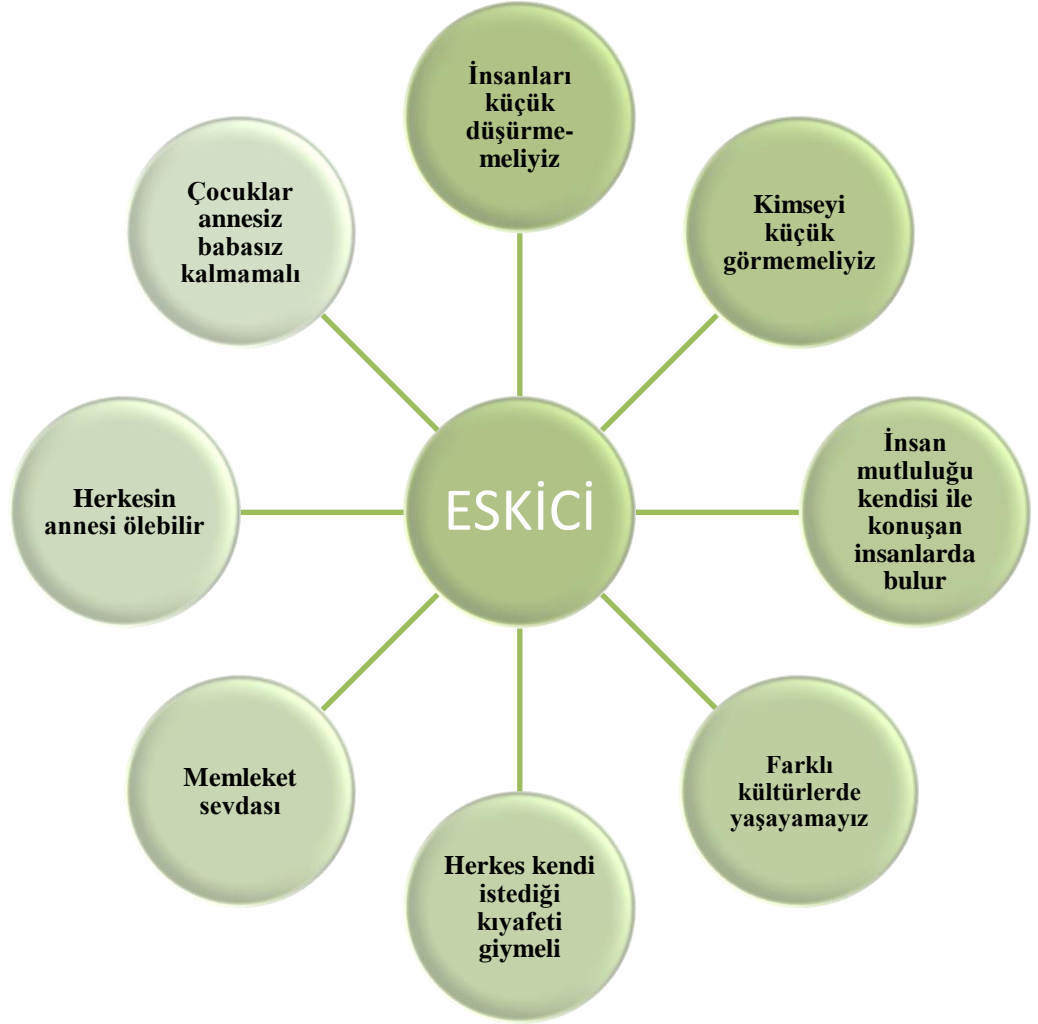 İnsanları
küçük
düşürme-
meliyiz
Kimseyi
küçük
görmemeliyiz
İnsan
mutluluğu
kendisi ile
konuşan
insanlarda
bulur
Farklı
kültürlerde
yaşayamayız
Herkes kendi
istediği
kıyafeti
giymeli
Memleket
sevdası
Herkesin
annesi ölebilir
Çocuklar
annesiz
babasız
kalmamalı
ESKİCİ